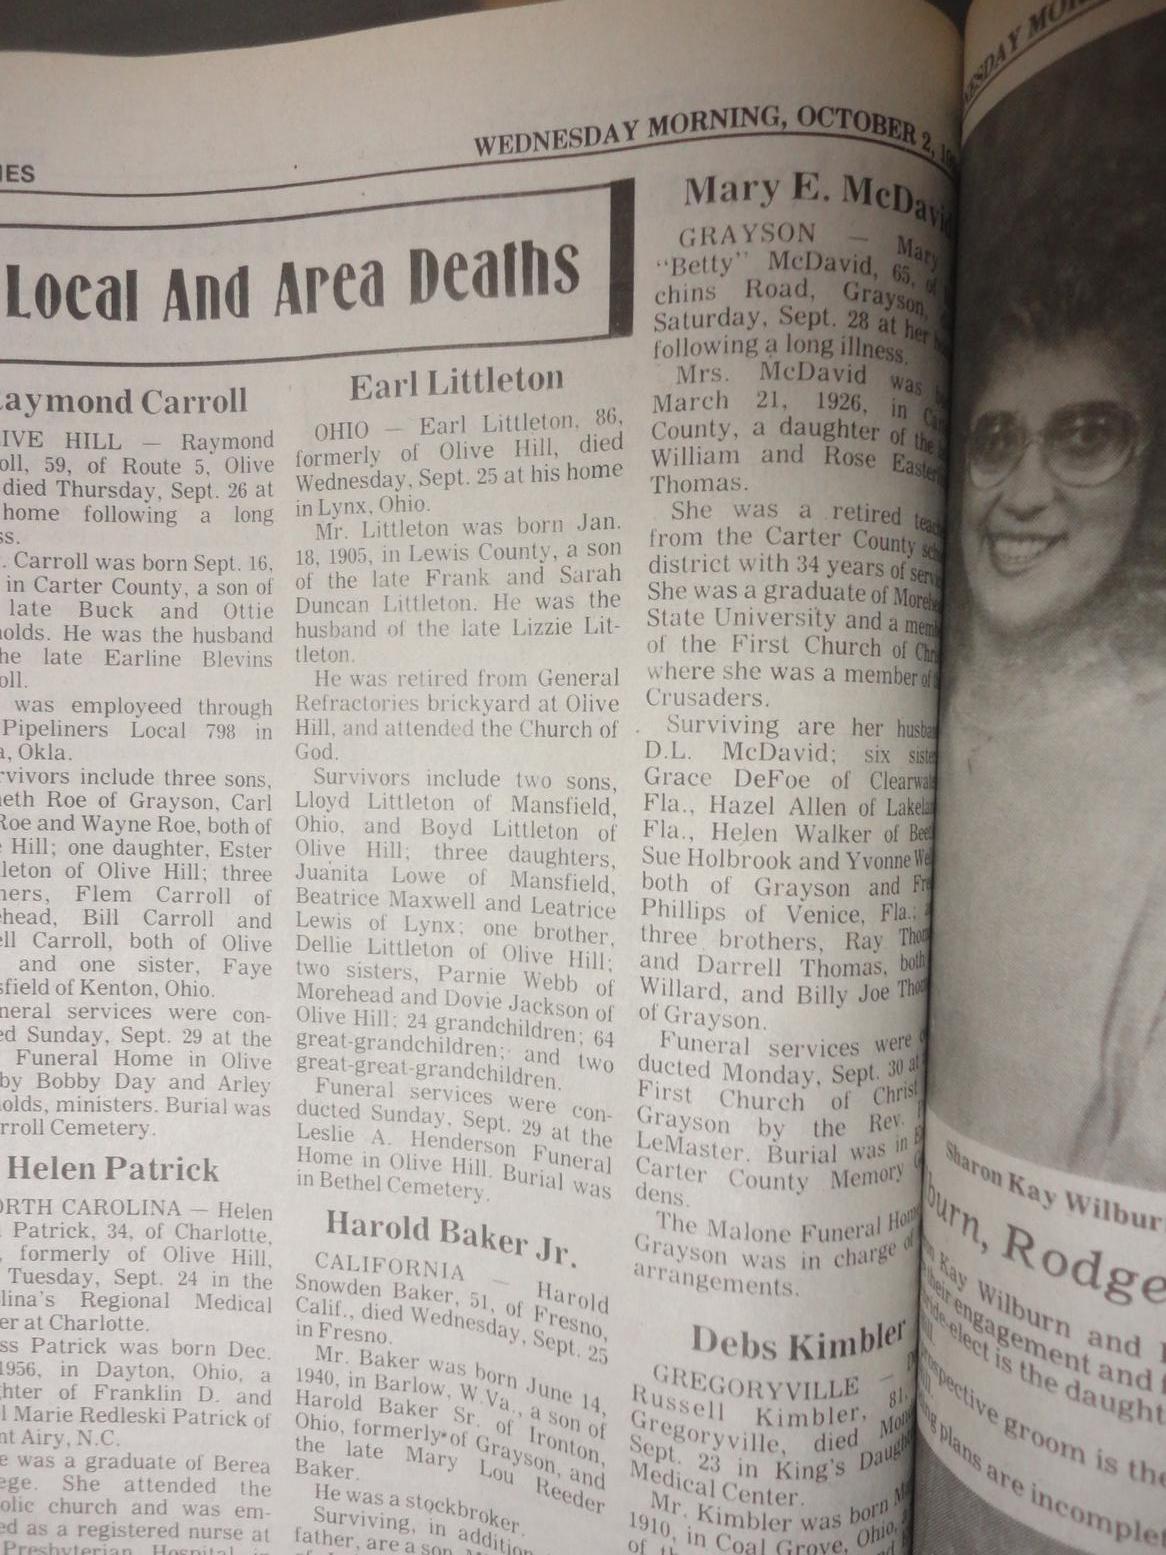 IES
WEDNESDAY MORNING, OCTOBER 2,
Local And Area Deaths
aymond Carroll
IVE HILL — Raymond
oll, 59, of Route 5, Olive
died Thursday, Sept. 26 at
home following a long
ss.
. Carroll was born Sept. 16,
in Carter County, a son of
late Buck and Ottie
nolds. He was the husband
he late Earline Blevins
oll.
was employeed through
Pipeliners Local 798 in
a, Okla.
rvivors include three sons,
neth Roe of Grayson, Carl
Roe and Wayne Roe, both of
e Hill; one daughter, Ester
tleton of Olive Hill; three
hers, Flem Carroll of
ehead, Bill Carroll and
ell Carroll, both of Olive
and one sister, Faye
sfield of Kenton, Ohio.
neral services were con-
ed Sunday, Sept. 29 at the
Funeral Home in Olive
by Bobby Day and Arley
nolds, ministers. Burial was
rroll Cemetery.
Helen Patrick
ORTH CAROLINA — Helen
Patrick, 34, of Charlotte,
, formerly of Olive Hill,
Tuesday, Sept. 24 in the
olina's Regional Medical
er at Charlotte.
ss Patrick was born Dec.
1956, in Dayton, Ohio, a
ghter of Franklin D. and
l Marie Redleski Patrick of
nt Airy, N.C.
e was a graduate of Berea
ege. She attended the
olic church and was em-
ed as a registered nurse at
Presbyterian Hospital in
Earl Littleton
OHIO — Earl Littleton, 86,
formerly of Olive Hill, died
Wednesday, Sept. 25 at his home
in Lynx, Ohio.
Mr. Littleton was born Jan.
18, 1905, in Lewis County, a son
of the late Frank and Sarah
Duncan Littleton. He was the
husband of the late Lizzie Lit-
tleton.
He was retired from General
Refractories brickyard at Olive
Hill, and attended the Church of
God.
Survivors include two sons,
Lloyd Littleton of Mansfield,
Ohio, and Boyd Littleton of
Olive Hill; three daughters,
Juanita Lowe of Mansfield,
Beatrice Maxwell and Leatrice
Lewis of Lynx; one brother,
Dellie Littleton of Olive Hill;
two sisters, Parnie Webb of
Morehead and Dovie Jackson of
Olive Hill; 24 grandchildren; 64
great-grandchildren; and two
great-great-grandchildren.
Funeral services were con-
ducted Sunday, Sept. 29 at the
Leslie A. Henderson Funeral
Home in Olive Hill. Burial was
in Bethel Cemetery.
Harold Baker Jr.
CALIFORNIA — Harold
Snowden Baker, 51, of Fresno,
Calif., died Wednesday, Sept. 25
in Fresno.
Mr. Baker was born June 14,
1940, in Barlow, W.Va., a son of
Harold Baker Sr. of Ironton,
Ohio, formerly of Grayson, and
the late Mary Lou Reeder
Baker.
He was a stockbroker.
Surviving, in addition
father, are a son,
Mary E. McDavid
GRAYSON — Mary
"Betty" McDavid, 65, of
chins Road, Grayson,
Saturday, Sept. 28 at her
following a long illness.
Mrs. McDavid was
March 21, 1926, in
County, a daughter of the
William and Rose
Thomas.
She was a retired
from the Carter County
district with 34 years of
She was a graduate of
State University and a
of the First Church of
where she was a member of
Crusaders.
Surviving are her
D.L. McDavid; six
Grace DeFoe of
Fla., Hazel Allen of
Fla., Helen Walker of
Sue Holbrook and Yvonne
both of Grayson and
Phillips of Venice, Fla.;
three brothers, Ray
and Darrell Thomas, both
Willard, and Billy Joe
of Grayson.
Funeral services were
ducted Monday, Sept. 30 at
First Church of Christ
Grayson by the Rev.
LeMaster. Burial was in
Carter County Memory
dens.
The Malone Funeral
Grayson was in charge of
arrangements.
Debs Kimbler
GREGORYVILLE —
Russell Kimbler, 81,
Gregoryville, died
Sept. 23 in King's
Medical Center.
Mr. Kimbler was born
1910, in Coal Grove, Ohio,
Sharon Kay Wilbur
burn, Rodge
Kay Wilburn and
their engagement and
ride-elect is the daught
ospective groom is the
plans are incomplet